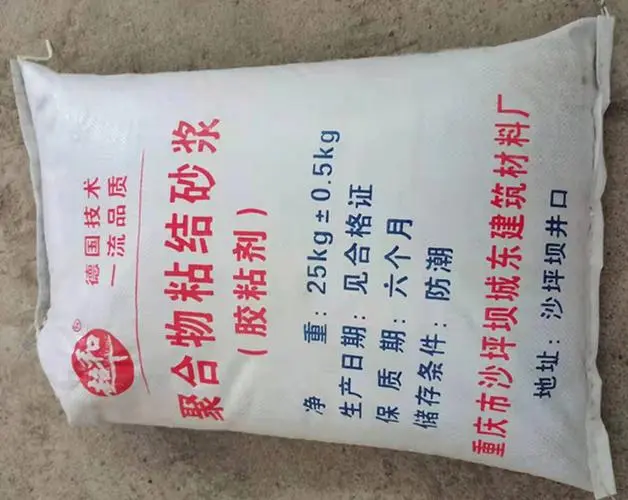 德国技术
一流品质
®
聚合物粘结砂浆
（胶粘剂）
净 重：25kg±0.5kg
生产日期：见合格证
保 质 期：六个月
储存条件：防潮
重庆市沙坪坝城东建筑材料厂
地址：沙坪坝井口